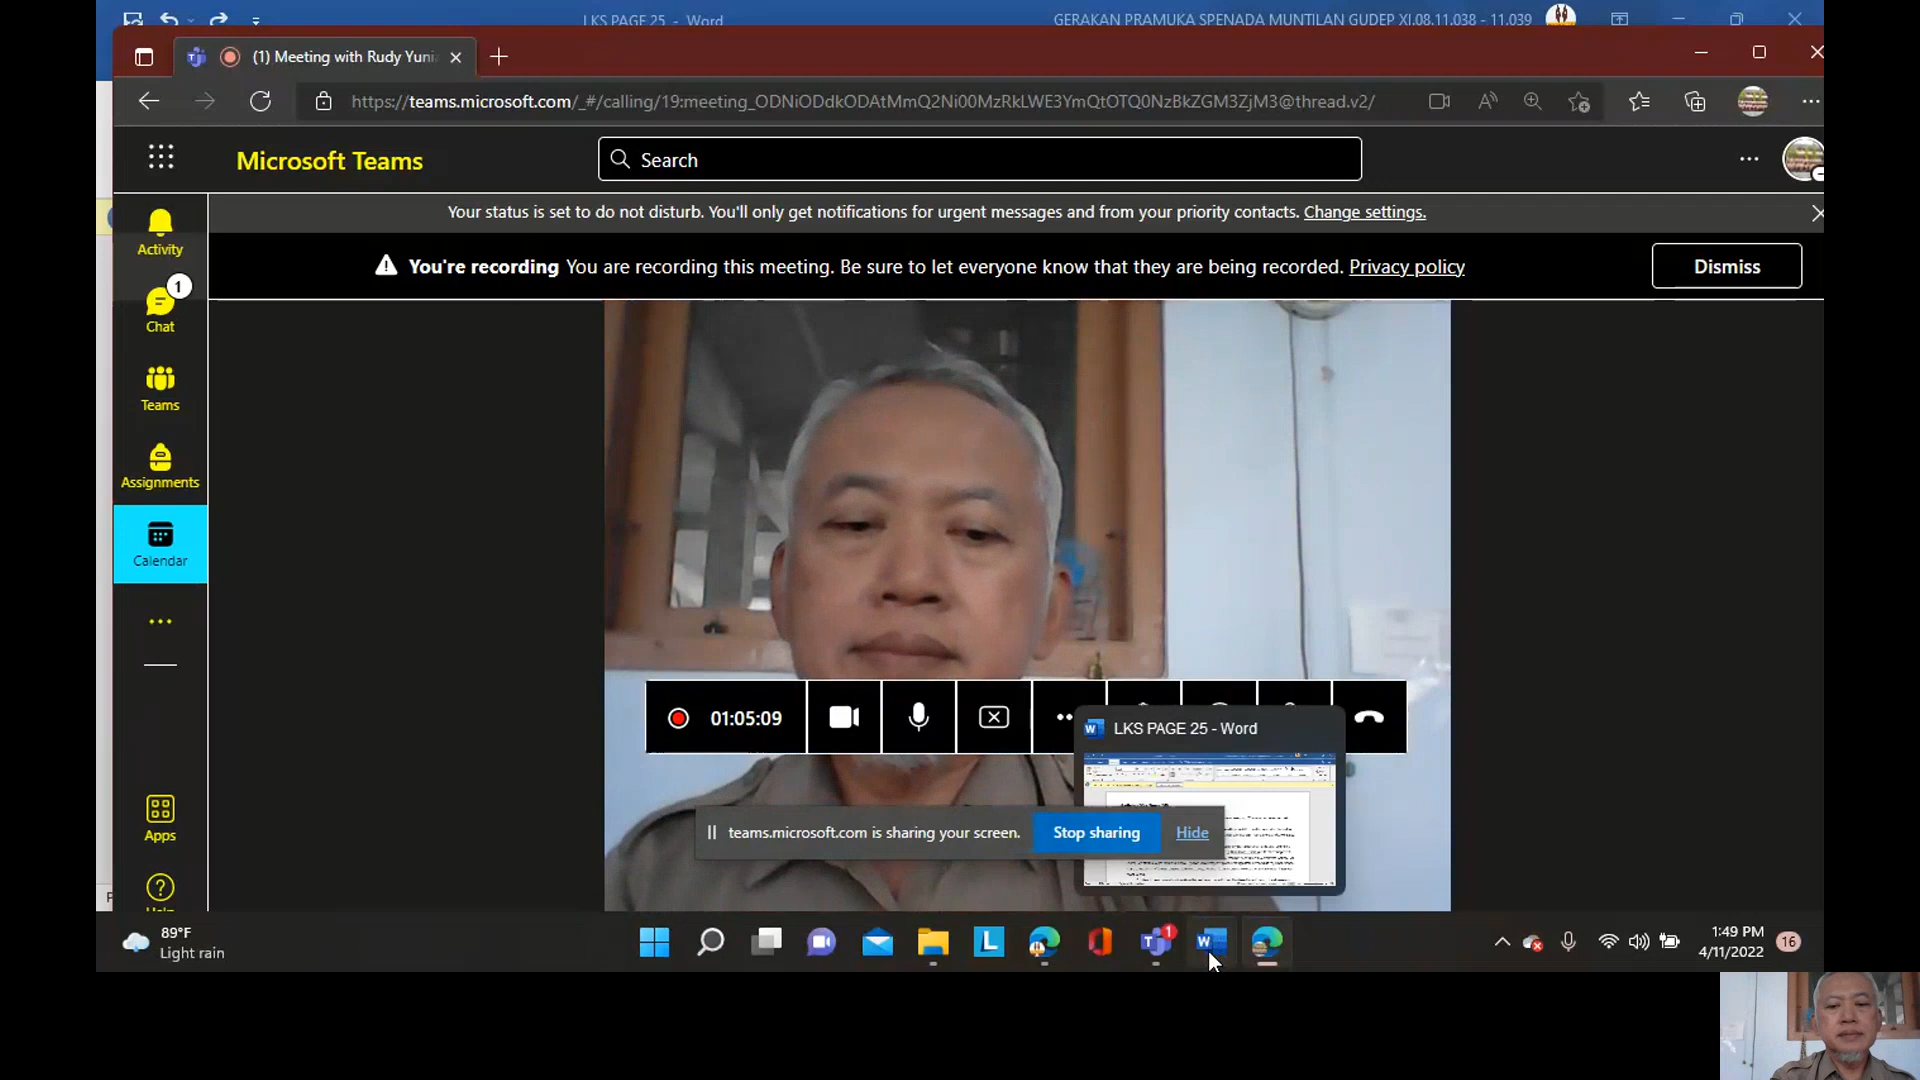 LKS PAGE 25 - Word
GERAKAN PRAMUKA SPENADA MUNTILAN GUDEP XI.08.11.038 - 11.039
(1) Meeting with Rudy Yuni
https://teams.microsoft.com/_#/calling/19:meeting_ODNiODdkODAtMmQ2Ni00MzRkLWE3YmQtOTQ0NzBkZGM3ZjM3@thread.v2/
Microsoft Teams
Search
Your status is set to do not disturb. You'll only get notifications for urgent messages and from your priority contacts. Change settings.
You're recording You are recording this meeting. Be sure to let everyone know that they are being recorded. Privacy policy
Dismiss
Activity
1
Chat
Teams
Assignments
Calendar
Apps
Help
01:05:09
LKS PAGE 25 - Word
teams.microsoft.com is sharing your screen.
Stop sharing
Hide
89°F
Light rain
1
1:49 PM
4/11/2022
16